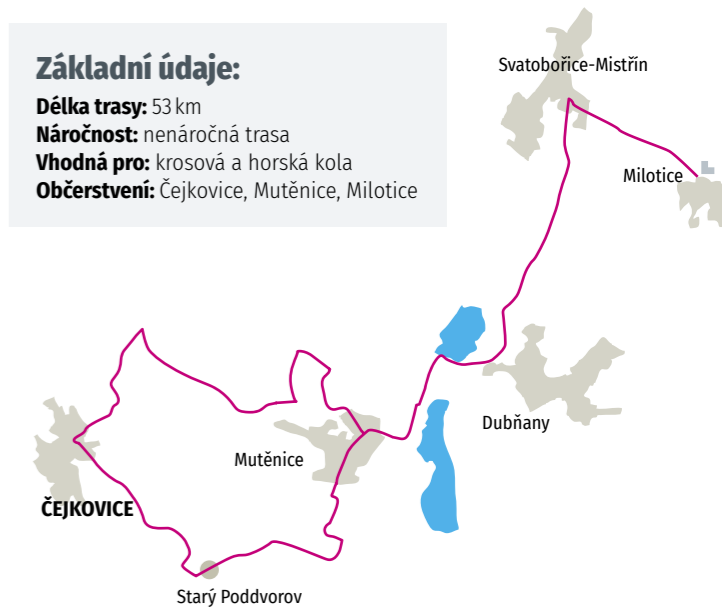 Základní údaje:
Délka trasy: 53 km
Náročnost: nenáročná trasa
Vhodná pro: krosová a horská kola
Občerstvení: Čejkovice, Mutěnice, Milotice
Svatobořice-Mistřín
Milotice
Dubňany
Mutěnice
ČEJKOVICE
Starý Poddvorov